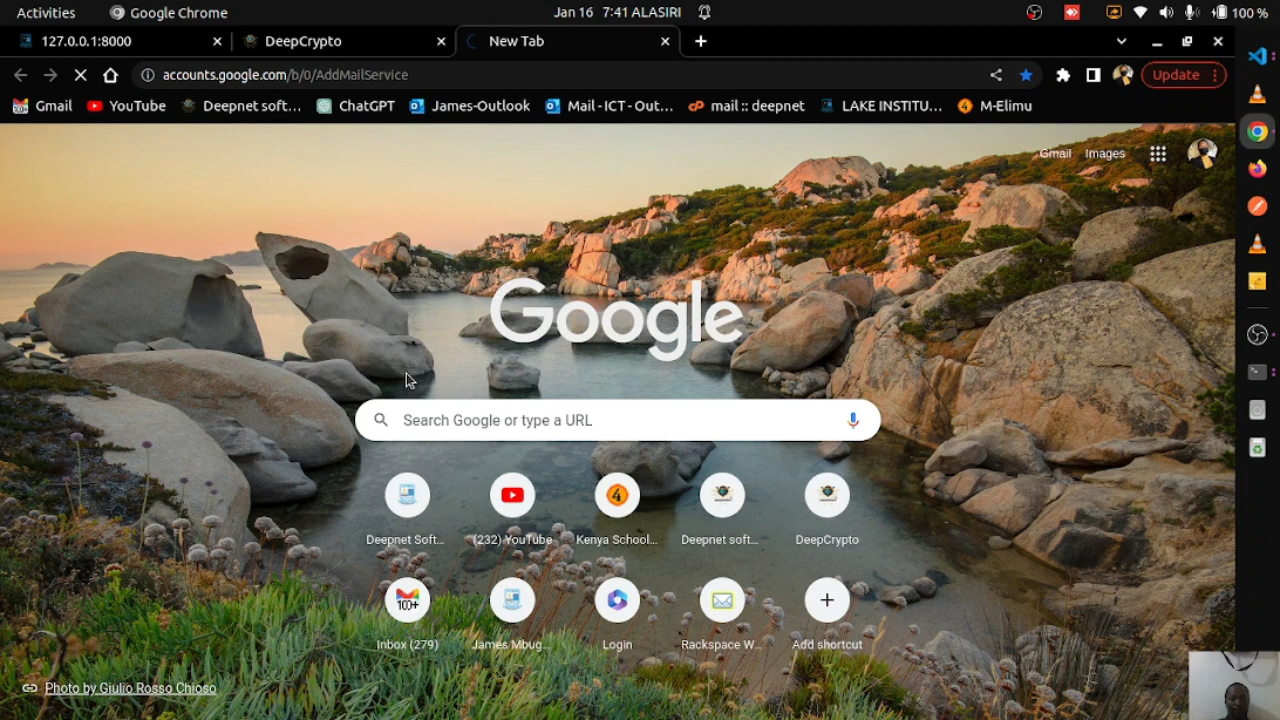 Activities Google Chrome Jan 16 7:41 ALASIRI 100 %
127.0.0.1:8000 DeepCrypto New Tab
accounts.google.com/b/0/AddMailService Update
Gmail YouTube Deepnet soft... ChatGPT James-Outlook Mail - ICT - Out... mail :: deepnet LAKE INSTITU... M-Elimu
Gmail Images
Google
Search Google or type a URL
Deepnet Soft... (232) YouTube Kenya School... Deepnet soft... DeepCrypto
100+
Inbox (279) James Mbug... Login Rackspace W... Add shortcut
Photo by Giulio Rosso Chioso